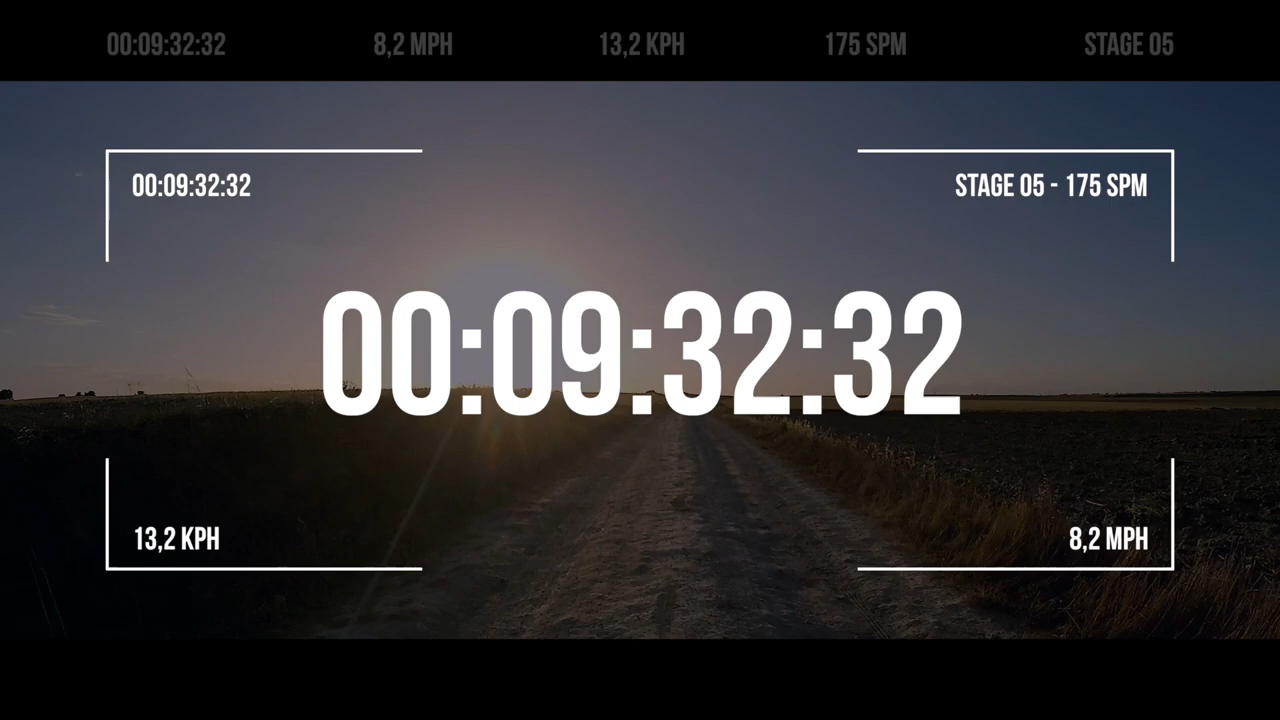 00:09:32:32 8,2 MPH 13,2 KPH 175 SPM STAGE 05
00:09:32:32 STAGE 05 - 175 SPM
00:09:32:32
13,2 KPH 8,2 MPH